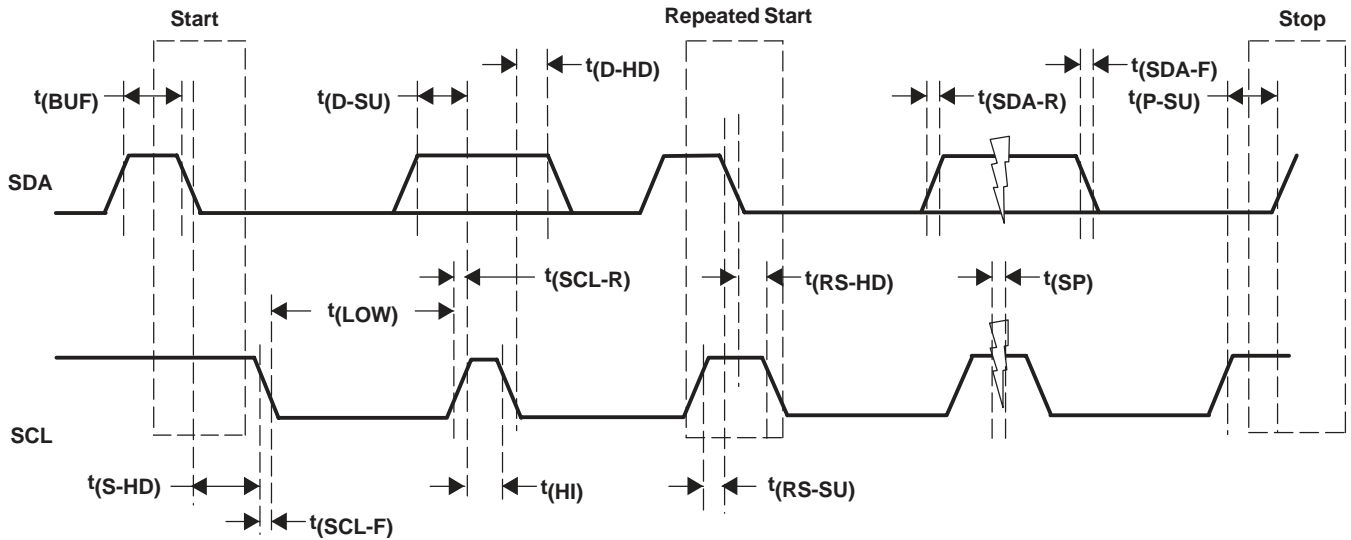 Start
Repeated Start
Stop
t(BUF)
t(D-SU)
t(D-HD)
t(SDA-R)
t(SDA-F)
t(P-SU)
SDA
t(SCL-R)
t(RS-HD)
t(SP)
t(LOW)
SCL
t(S-HD)
t(HI)
t(RS-SU)
t(SCL-F)